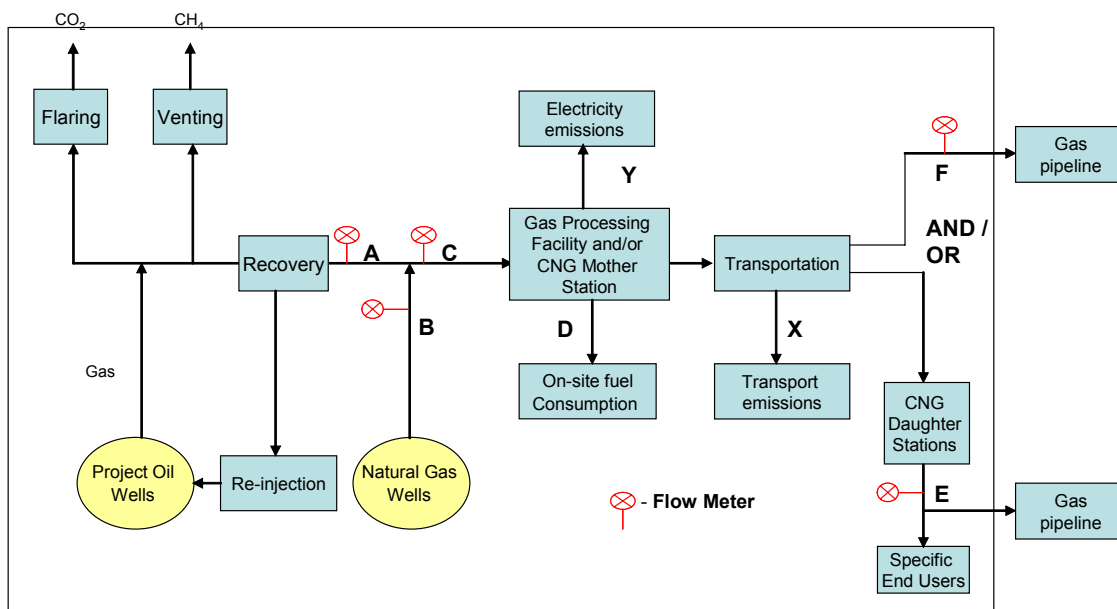 CO₂
CH₄
Flaring
Venting
Electricity
emissions
Y
F
Gas
pipeline
AND /
OR
Recovery
A
C
Gas Processing
Facility and/or
CNG Mother
Station
Transportation
B
D
X
Gas
On-site fuel
Consumption
Transport
emissions
CNG
Daughter
Stations
Project Oil
Wells
Re-injection
Natural Gas
Wells
- Flow Meter
E
Gas
pipeline
Specific
End Users